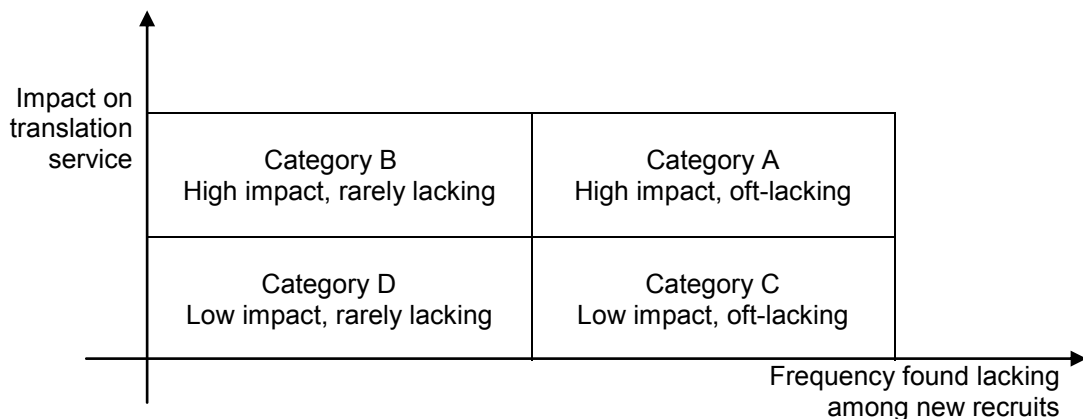 Impact on
translation
service
Category B
High impact, rarely lacking
Category A
High impact, oft-lacking
Category D
Low impact, rarely lacking
Category C
Low impact, oft-lacking
Frequency found lacking
among new recruits